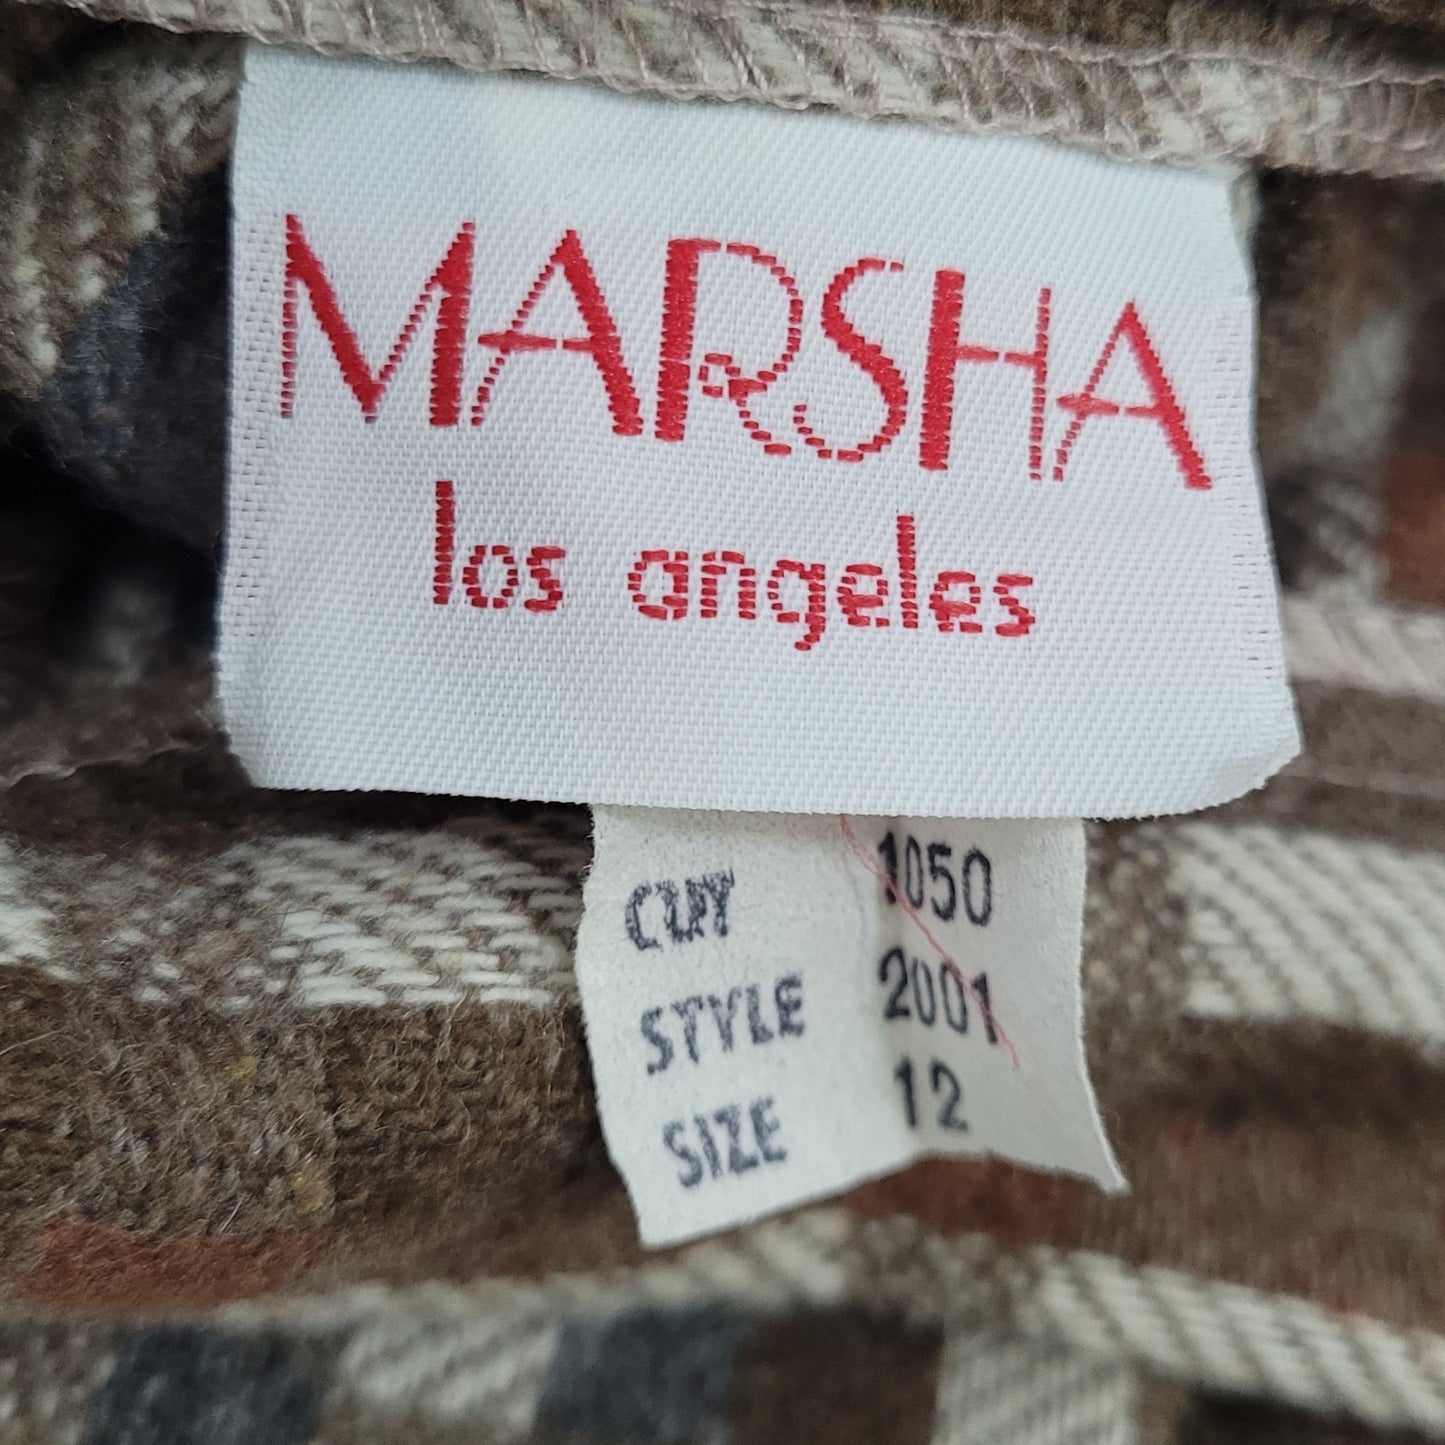 MARSHA
los angeles
CUT 1050
STYLE 2001
SIZE 12